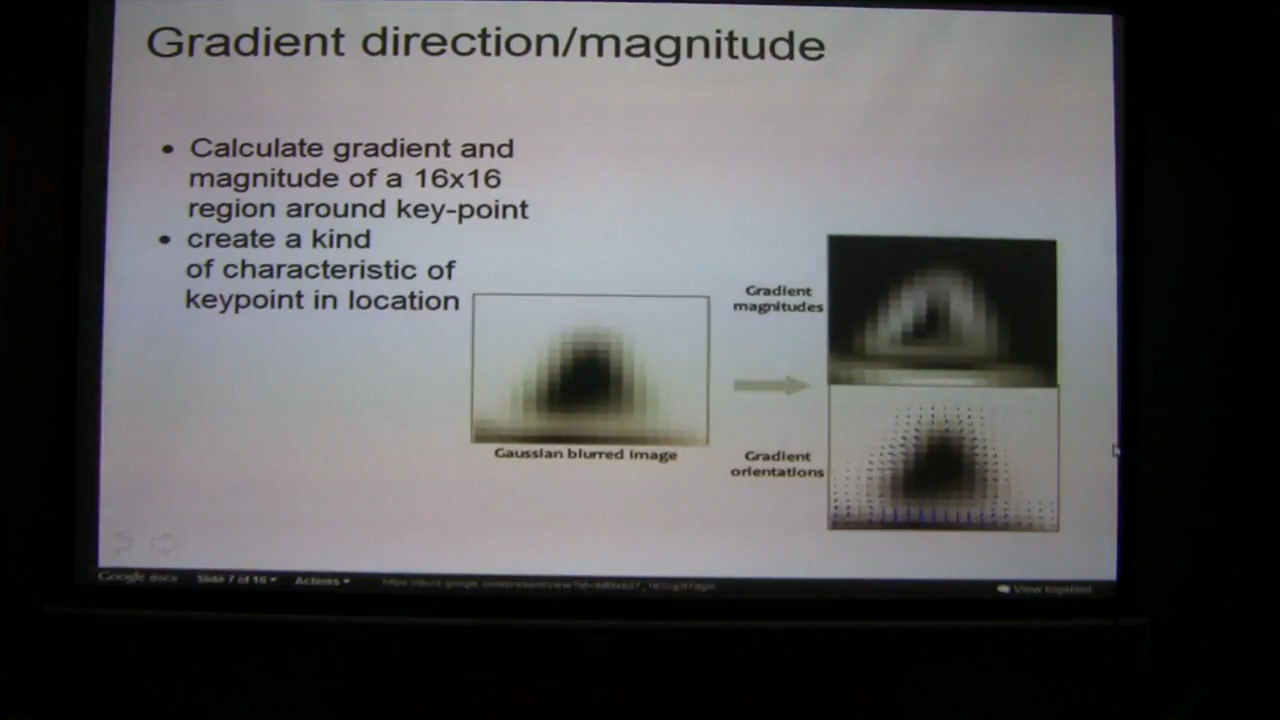 Gradient direction/magnitude
• Calculate gradient and
magnitude of a 16x16
region around key-point
• create a kind
of characteristic of
keypoint in location
Gradient
magnitudes
Gaussian blurred image
Gradient
orientations
Google docs
Slide 7 of 16
Actions
View together